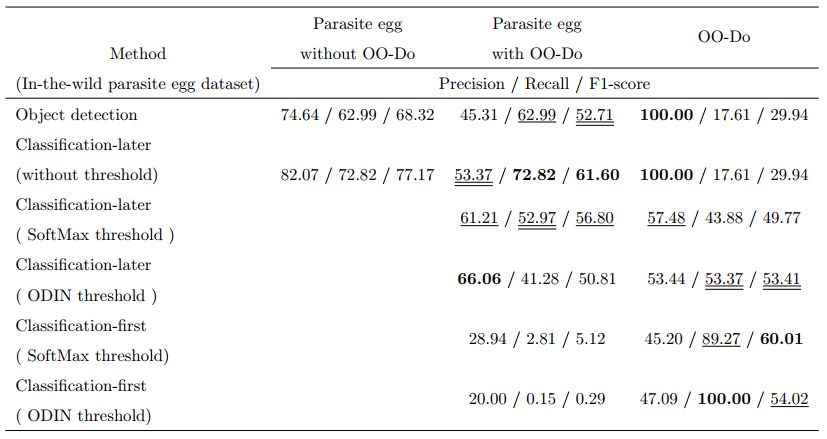 Parasite egg Parasite egg
OO-Do
Method without OO-Do with OO-Do
(In-the-wild parasite egg dataset) Precision / Recall / F1-score
Object detection 74.64 / 62.99 / 68.32 45.31 / 62.99 / 52.71 100.00 / 17.61 / 29.94
Classification-later
(without threshold) 82.07 / 72.82 / 77.17 53.37 / 72.82 / 61.60 100.00 / 17.61 / 29.94
Classification-later
61.21 / 52.97 / 56.80 57.48 / 43.88 / 49.77
( SoftMax threshold )
Classification-later
66.06 / 41.28 / 50.81 53.44 / 53.37 / 53.41
( ODIN threshold )
Classification-first
28.94 / 2.81 / 5.12 45.20 / 89.27 / 60.01
( SoftMax threshold)
Classification-first
20.00 / 0.15 / 0.29 47.09 / 100.00 / 54.02
( ODIN threshold)